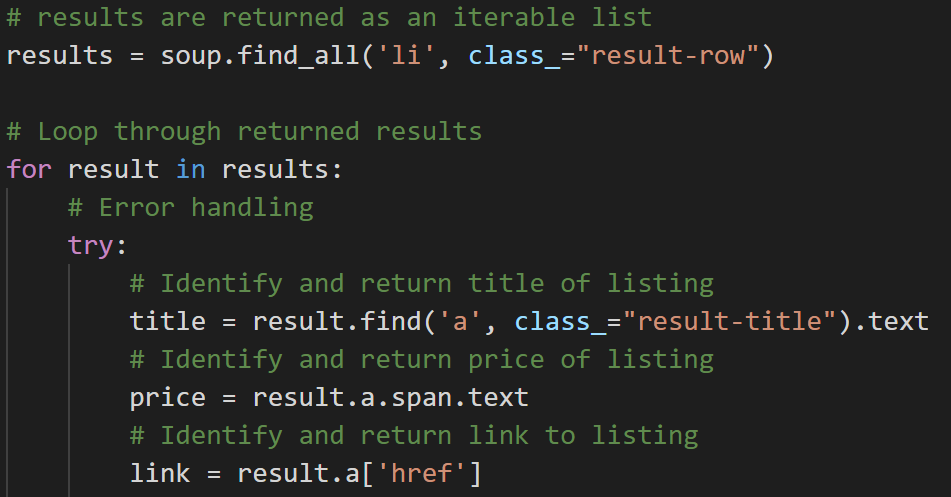 # results are returned as an iterable list
results = soup.find_all('li', class_="result-row")

# Loop through returned results
for result in results:
    # Error handling
    try:
        # Identify and return title of listing
        title = result.find('a', class_="result-title").text
        # Identify and return price of listing
        price = result.a.span.text
        # Identify and return link to listing
        link = result.a['href']